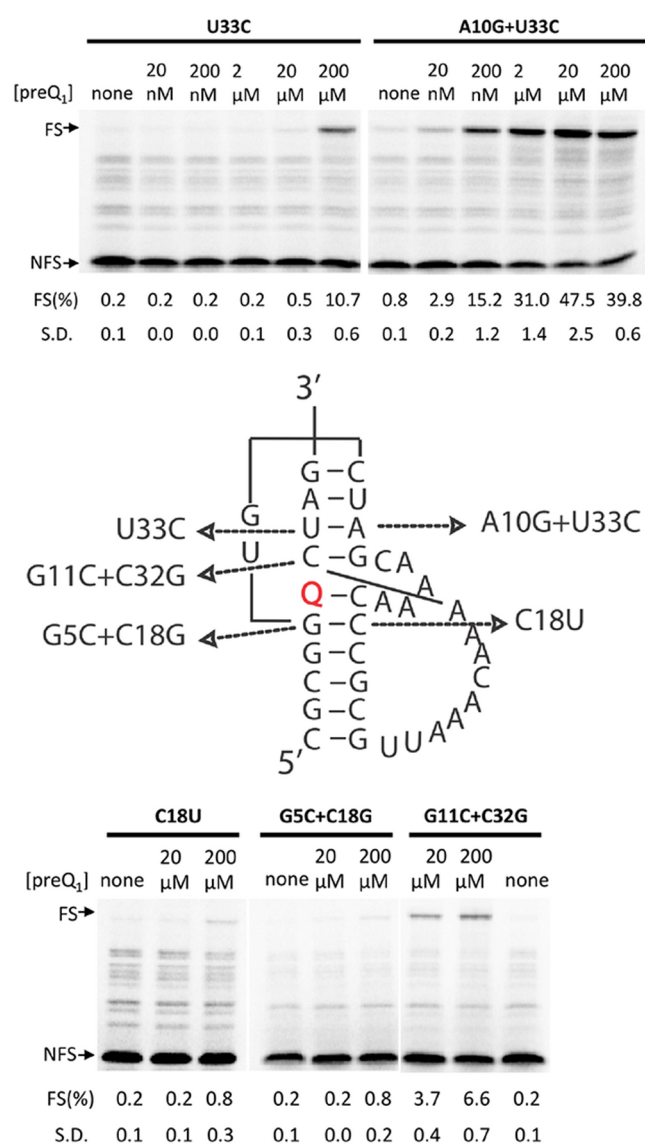 U33C A10G+U33C
20 200 2 20 200 20 200 2 20 200
[preQ1] none nM nM μM μM μM none nM nM μM μM μM
FS
NFS
FS(%) 0.2 0.2 0.2 0.2 0.5 10.7 0.8 2.9 15.2 31.0 47.5 39.8
S.D. 0.1 0.0 0.0 0.1 0.3 0.6 0.1 0.2 1.2 1.4 2.5 0.6
3′
G C
A U
G U33C U A A10G+U33C
U C G C A A
G11C+C32G A
Q C A A A
G5C+C18G G C C18U
G C A
C G A
G C C
C G U U A A A
5′
C18U G5C+C18G G11C+C32G
20 200 20 200 20 200
[preQ1] none μM μM none μM μM μM μM none
FS
NFS
FS(%) 0.2 0.2 0.8 0.2 0.2 0.8 3.7 6.6 0.2
S.D. 0.1 0.1 0.3 0.1 0.0 0.2 0.4 0.7 0.1